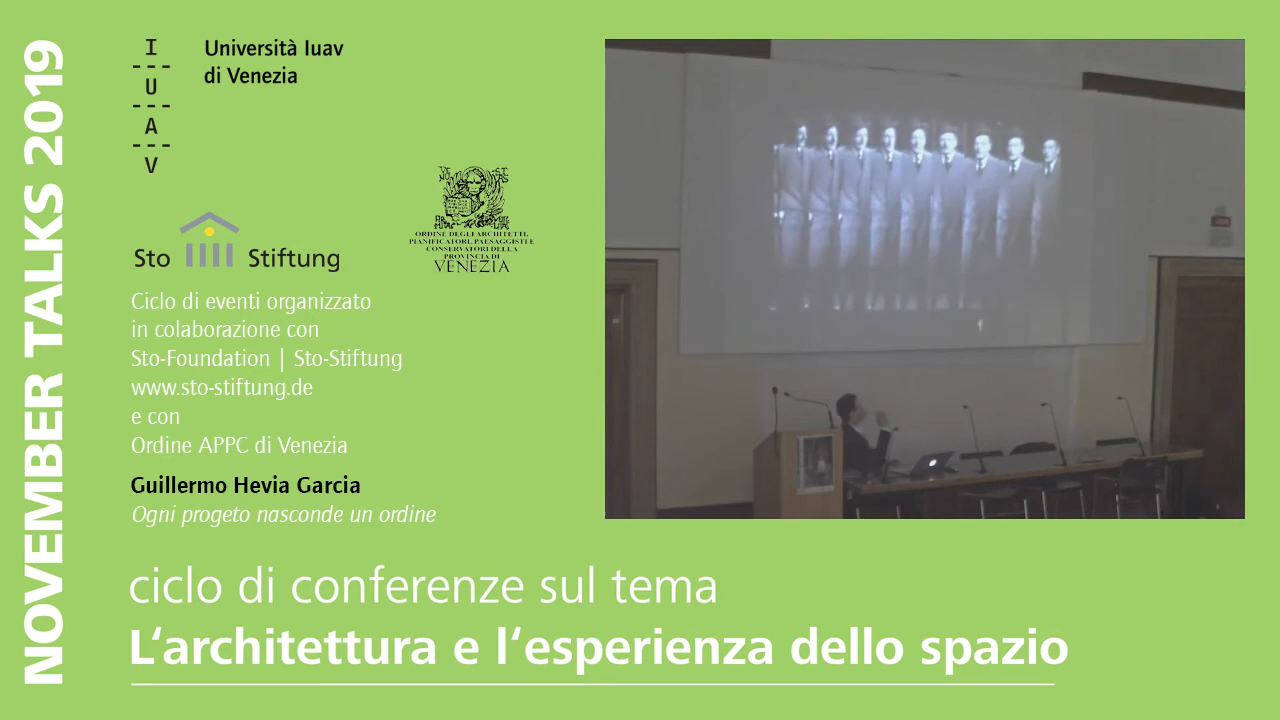 NOVEMBER TALKS 2019
I
U
A
V
Università Iuav
di Venezia
Sto Stiftung
ORDINE DEGLI ARCHITETTI,
PIANIFICATORI, PAESAGGISTI E
CONSERVATORI DELLA
PROVINCIA DI
VENEZIA
Ciclo di eventi organizzato
in colaborazione con
Sto-Foundation | Sto-Stiftung
www.sto-stiftung.de
e con
Ordine APPC di Venezia
Guillermo Hevia Garcia
Ogni progeto nasconde un ordine
ciclo di conferenze sul tema
L‘architettura e l‘esperienza dello spazio